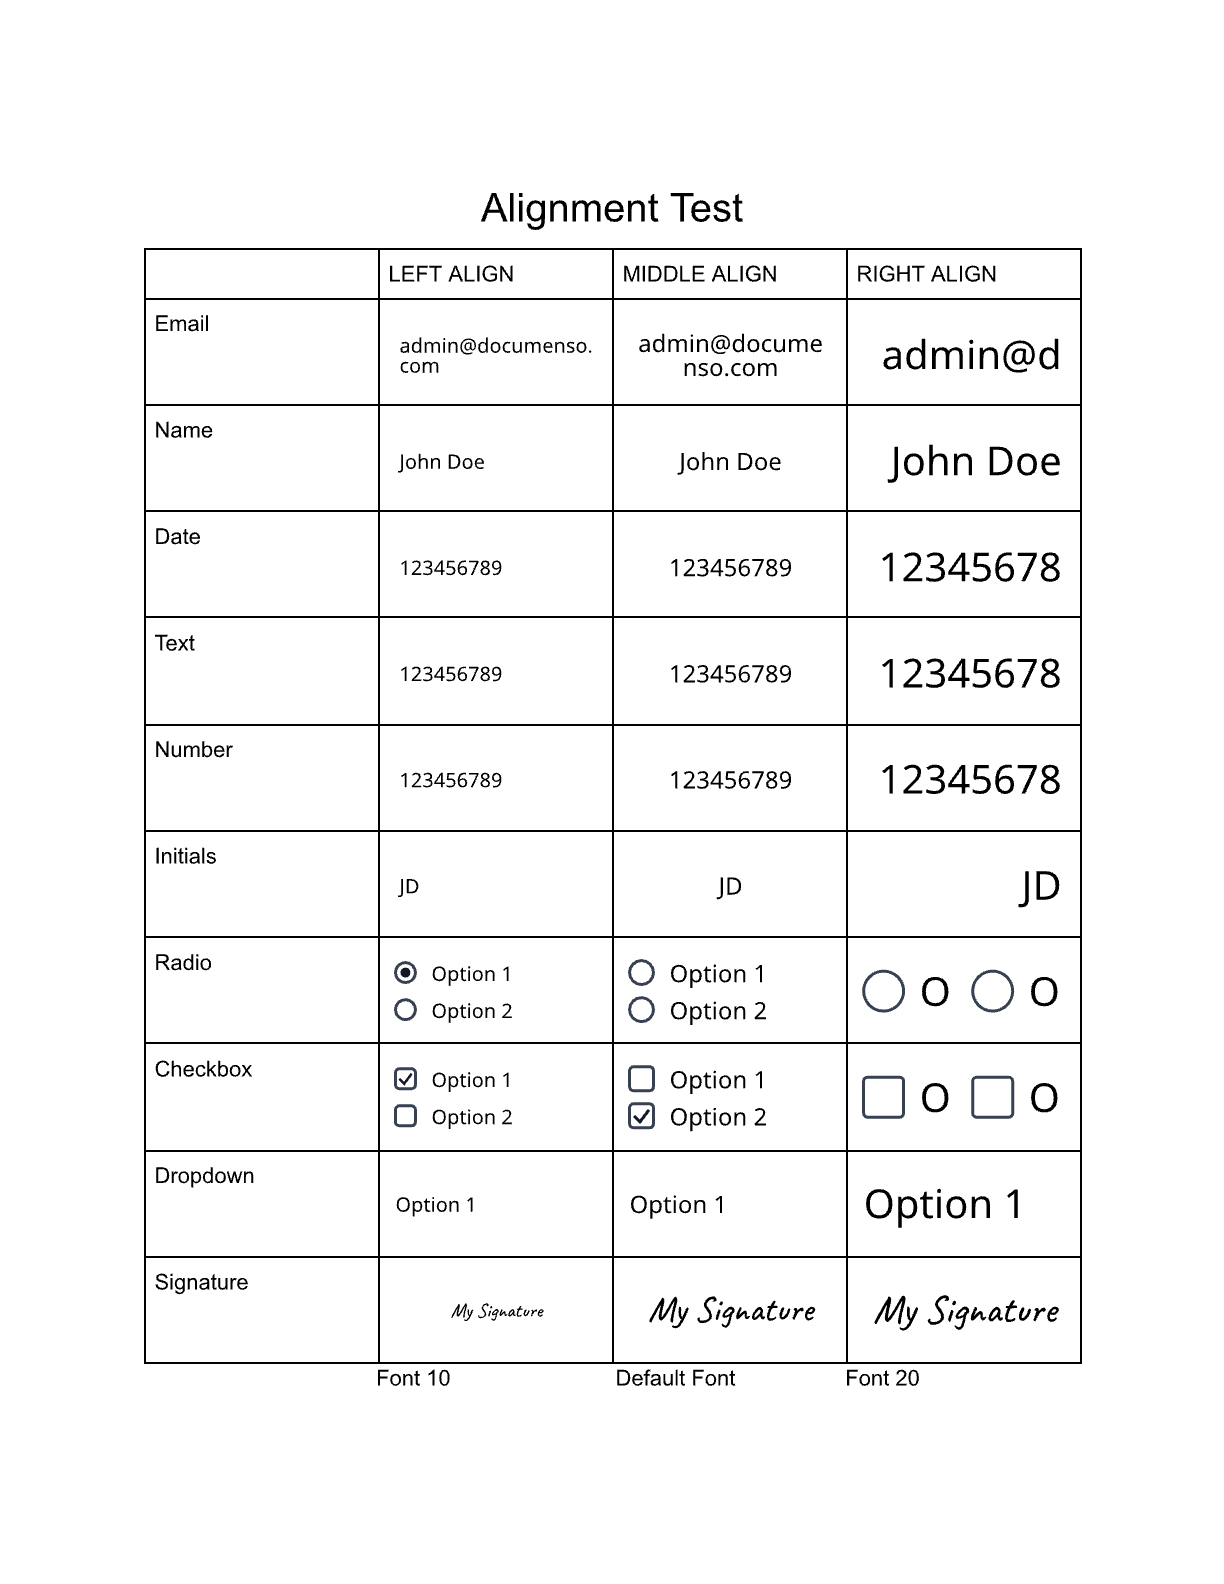 Alignment Test
LEFT ALIGN MIDDLE ALIGN RIGHT ALIGN
Email
admin@documenso.
com
admin@docume
nso.com
admin@d
Name
John Doe John Doe John Doe
Date
123456789 123456789 12345678
Text
123456789 123456789 12345678
Number
123456789 123456789 12345678
Initials
JD JD JD
Radio
Option 1 Option 1 O O
Option 2 Option 2
Checkbox
Option 1 Option 1 O O
Option 2 Option 2
Dropdown
Option 1 Option 1 Option 1
Signature
My Signature My Signature My Signature
Font 10 Default Font Font 20